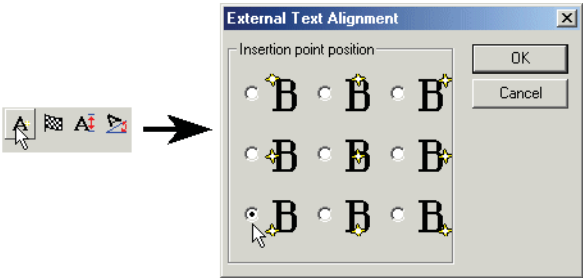 External Text Alignment
Insertion point position
OK
Cancel
B B B
B B B
B B B
A A